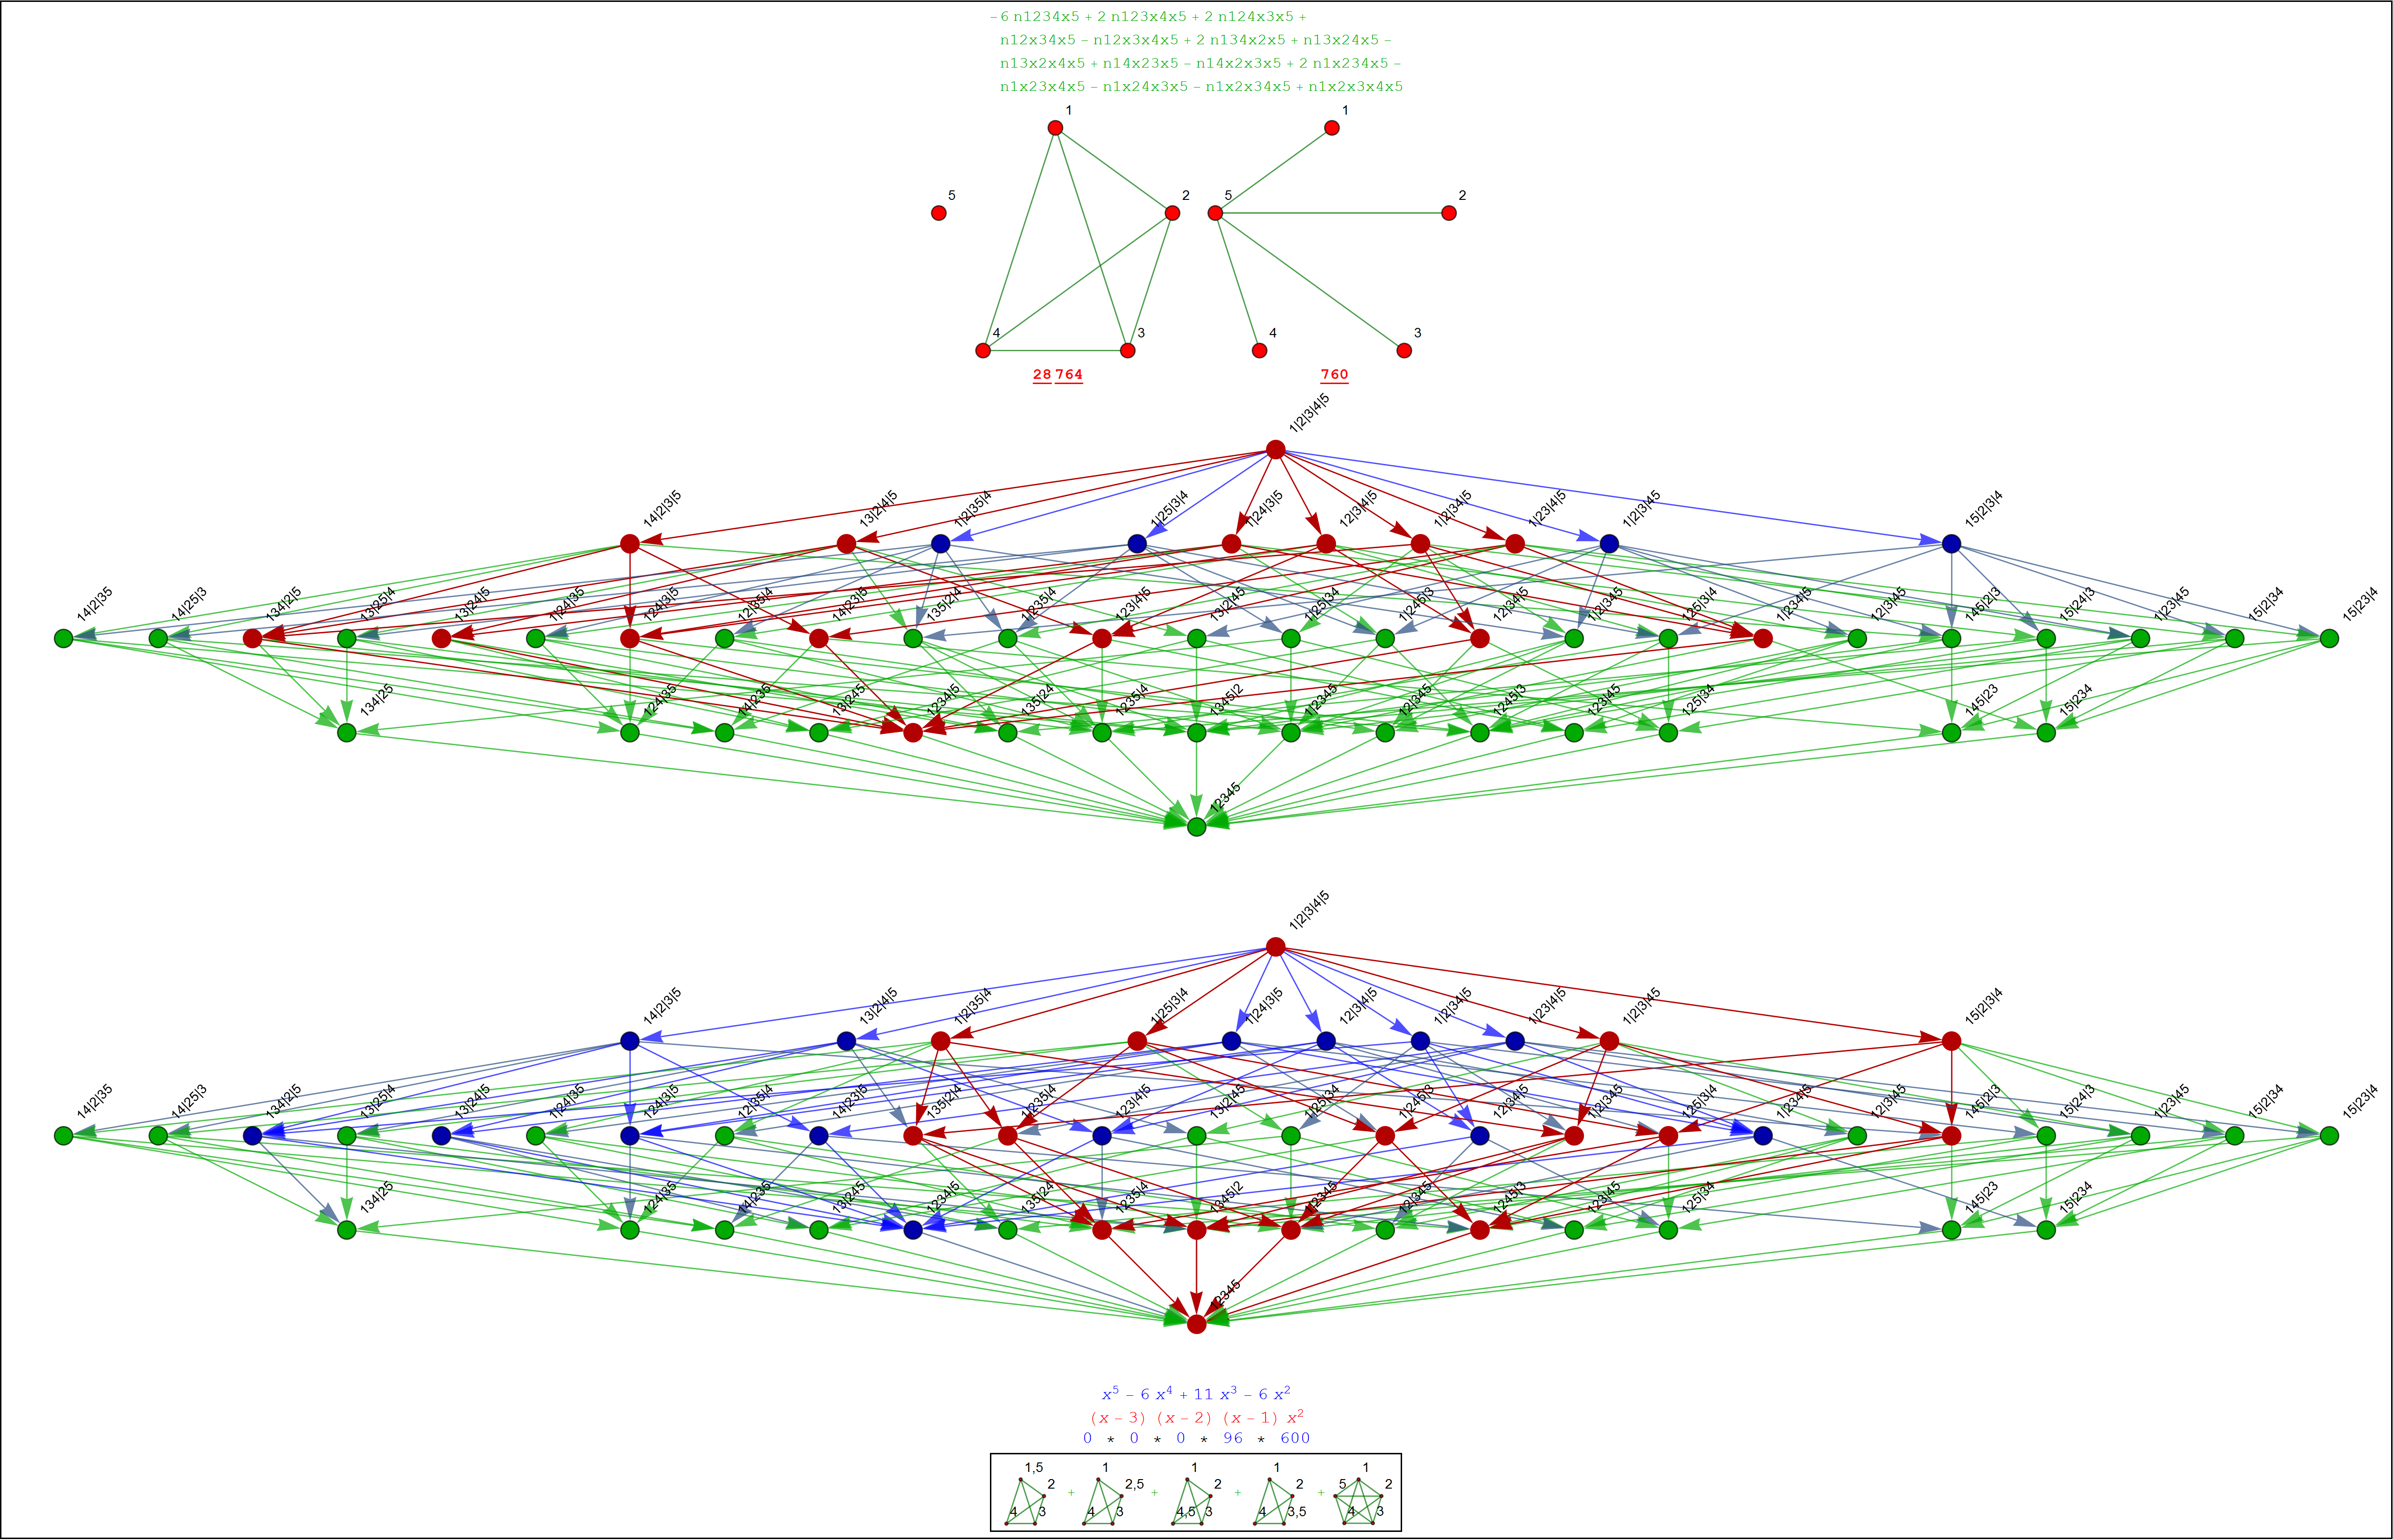 -6 n1234x5 + 2 n123x4x5 + 2 n124x3x5 +
n12x34x5 - n12x3x4x5 + 2 n134x2x5 + n13x24x5 -
n13x2x4x5 + n14x23x5 - n14x2x3x5 + 2 n1x234x5 -
n1x23x4x5 - n1x24x3x5 - n1x2x34x5 + n1x2x3x4x5
1 1
5 2 5 2
4 3 4 3
28 764 760
1|2|3|4|5
14|2|3|5 13|2|4|5 1|2|35|4 1|25|3|4 1|24|3|5 12|3|4|5 1|2|34|5 1|23|4|5 1|2|3|45 15|2|3|4
14|2|35 14|25|3 134|2|5 13|25|4 13|24|5 1|24|35 124|3|5 12|35|4 14|23|5 135|2|4 1|235|4 123|4|5 13|2|45 1|25|34 1|245|3 12|34|5 1|2|345 125|3|4 1|234|5 12|3|45 145|2|3 15|24|3 1|23|45 15|2|34 15|23|4
134|25 124|35 14|235 13|245 1234|5 135|24 1235|4 1345|2 1|2345 12|345 1245|3 123|45 125|34 145|23 15|234
12345
1|2|3|4|5
14|2|3|5 13|2|4|5 1|2|35|4 1|25|3|4 1|24|3|5 12|3|4|5 1|2|34|5 1|23|4|5 1|2|3|45 15|2|3|4
14|2|35 14|25|3 134|2|5 13|25|4 13|24|5 1|24|35 124|3|5 12|35|4 14|23|5 135|2|4 1|235|4 123|4|5 13|2|45 1|25|34 1|245|3 12|34|5 1|2|345 125|3|4 1|234|5 12|3|45 145|2|3 15|24|3 1|23|45 15|2|34 15|23|4
134|25 124|35 14|235 13|245 1234|5 135|24 1235|4 1345|2 1|2345 12|345 1245|3 123|45 125|34 145|23 15|234
12345
x⁵ - 6 x⁴ + 11 x³ - 6 x²
(x - 3) (x - 2) (x - 1) x²
0 * 0 * 0 * 96 * 600
1,5 1 1 1 1
2 2,5 2 2 5 2
+ + + +
4 3 4 3 4,5 3 4 3,5 4 3